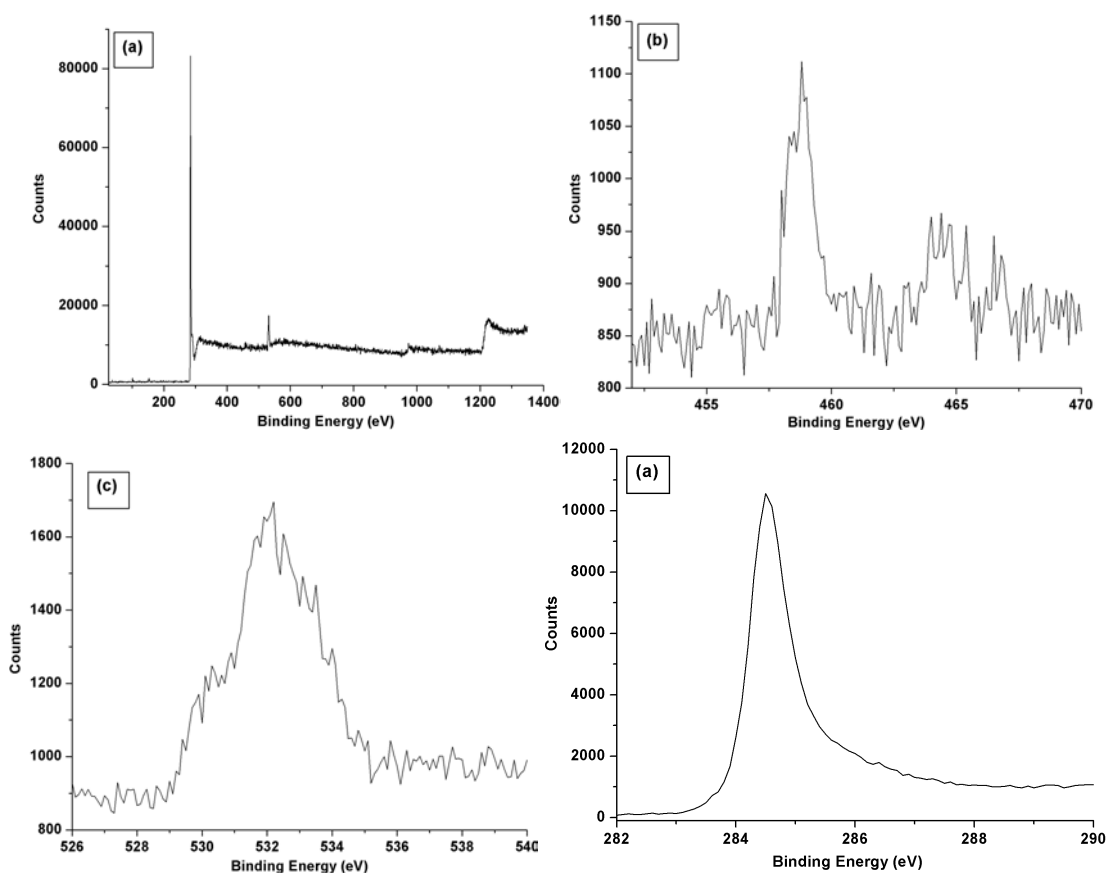 (a)
80000
60000
40000
20000
0
Counts
200 400 600 800 1000 1200 1400
Binding Energy (eV)
(b)
1150
1100
1050
1000
950
900
850
800
Counts
455 460 465 470
Binding Energy (eV)
(c)
1800
1600
1400
1200
1000
800
Counts
526 528 530 532 534 536 538 540
Binding Energy (eV)
(a)
12000
10000
8000
6000
4000
2000
0
Counts
282 284 286 288 290
Binding Energy (eV)